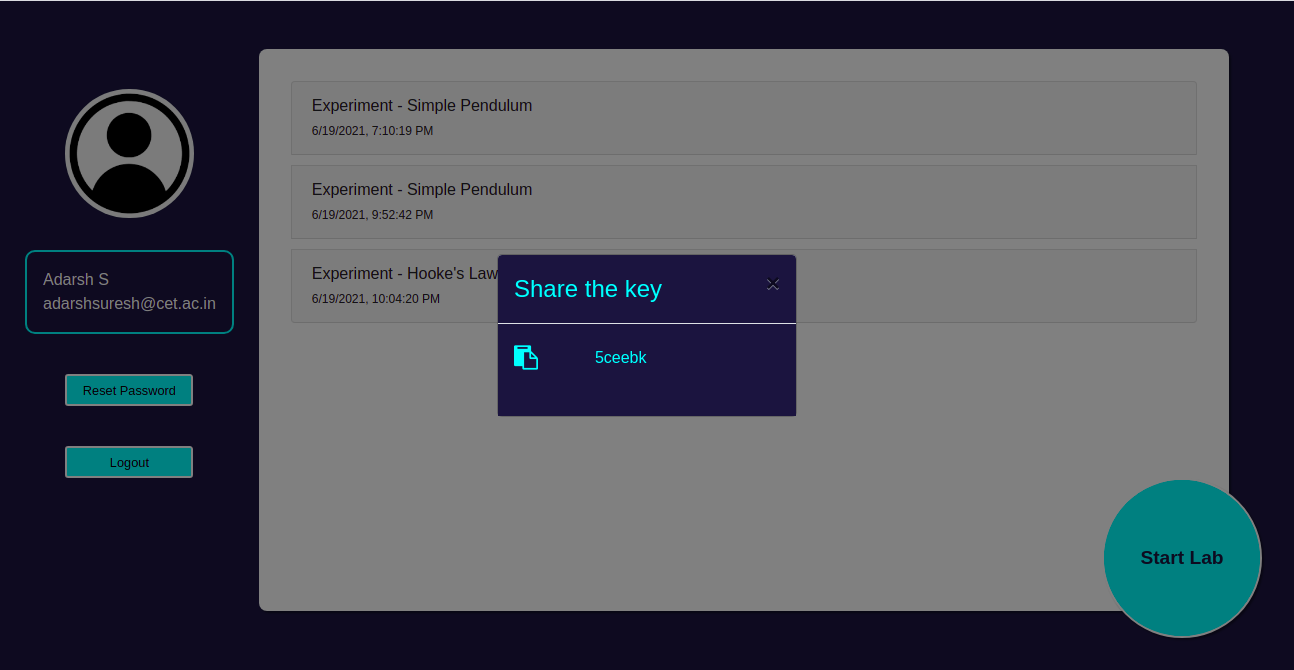 Adarsh S
adarshsuresh@cet.ac.in
Reset Password
Logout
Experiment - Simple Pendulum
6/19/2021, 7:10:19 PM
Experiment - Simple Pendulum
6/19/2021, 9:52:42 PM
Experiment - Hooke's Law
6/19/2021, 10:04:20 PM
Share the key
×
5ceebk
Start Lab